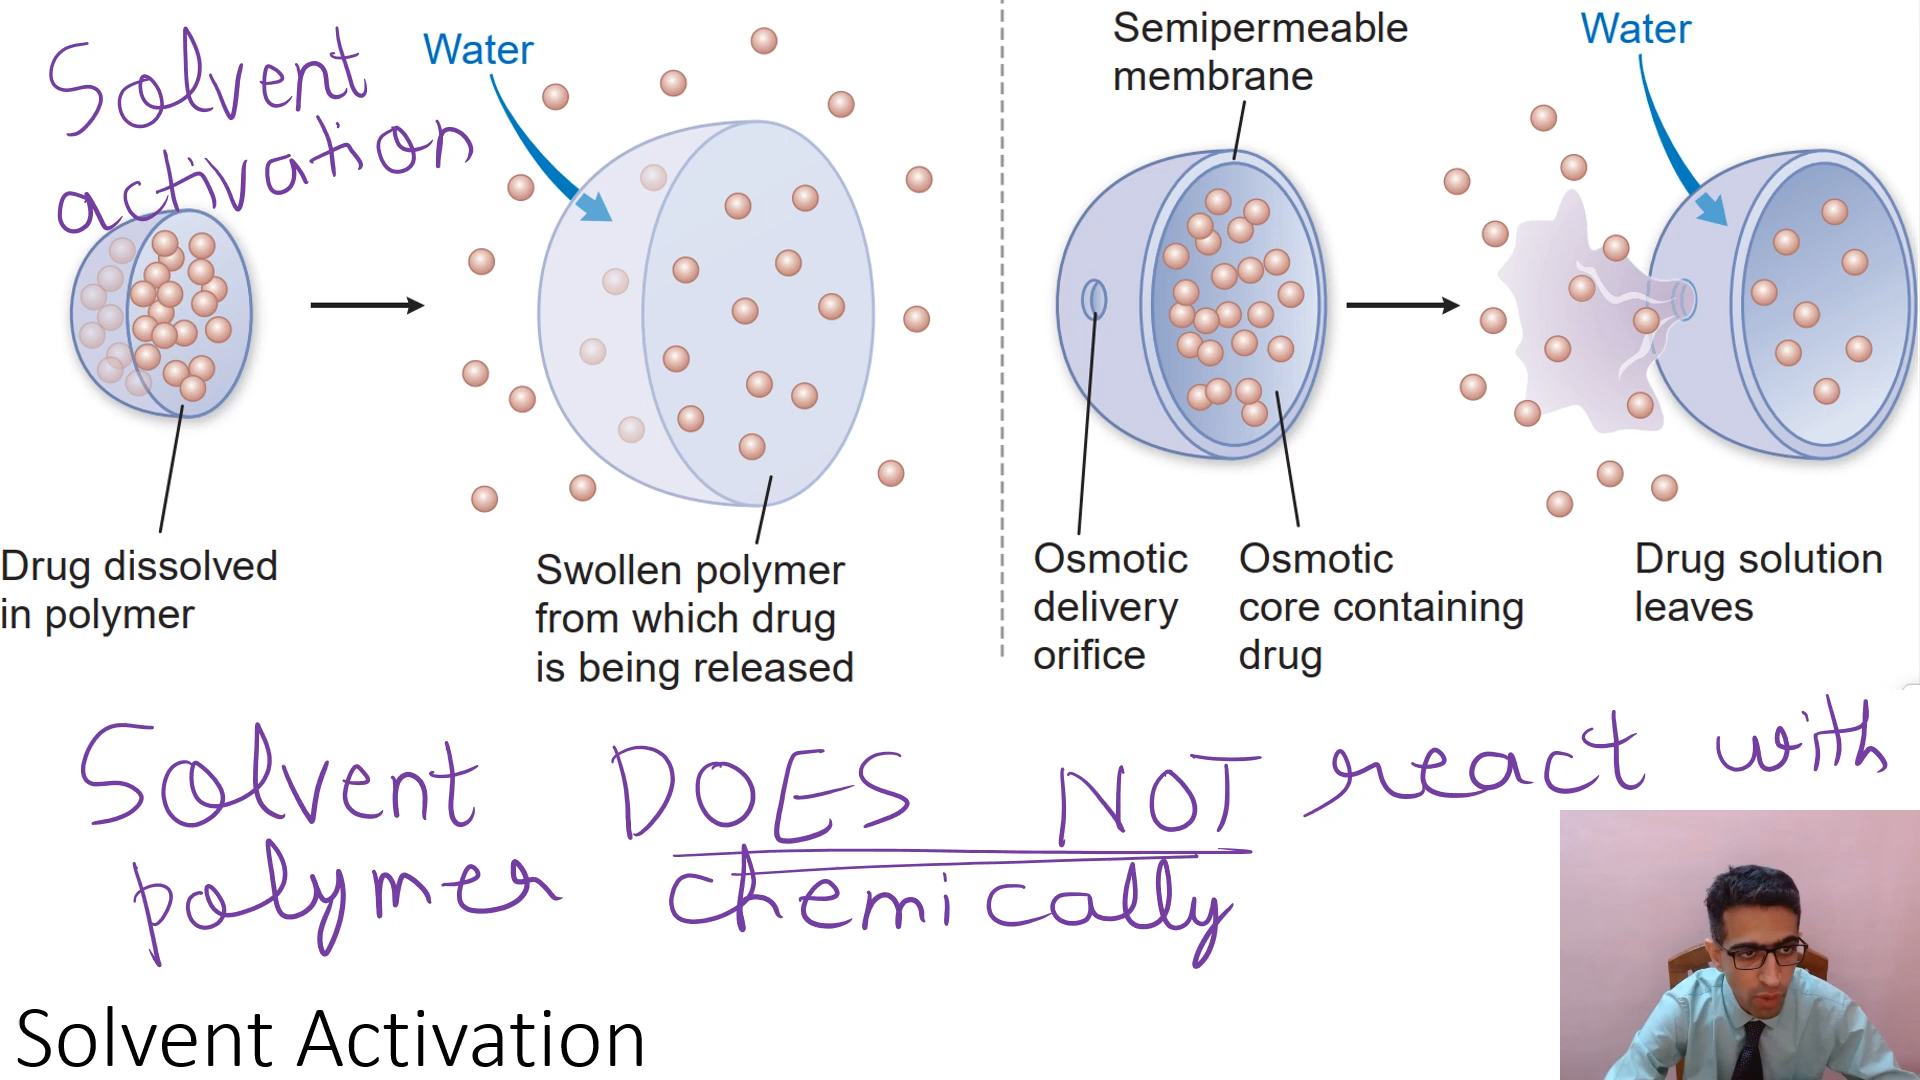 Solvent
activation
Water
Drug dissolved
in polymer
Swollen polymer
from which drug
is being released
Semipermeable
membrane
Water
Osmotic
delivery
orifice
Osmotic
core containing
drug
Drug solution
leaves
Solvent DOES NOT react with
polymer chemically
Solvent Activation